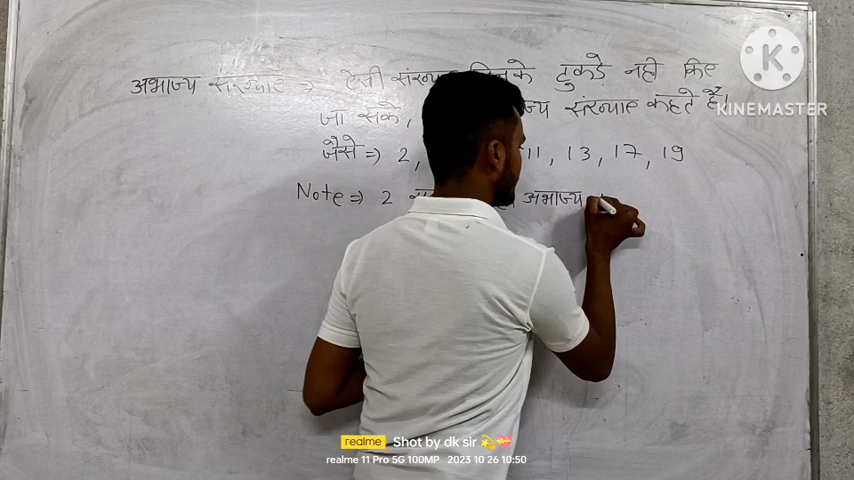 अभाज्य संख्याए ⇒ ऐसी संख्याए जिनके टुकड़े नही किए
जा सके, संख्याए कहते हैं।
जैसे ⇒ 2, 11, 13, 17, 19
Note ⇒ 2 अभाज्य
KINEMASTER
realme Shot by dk sir 💫💝
realme 11 Pro 5G 100MP 2023 10 26 10:50